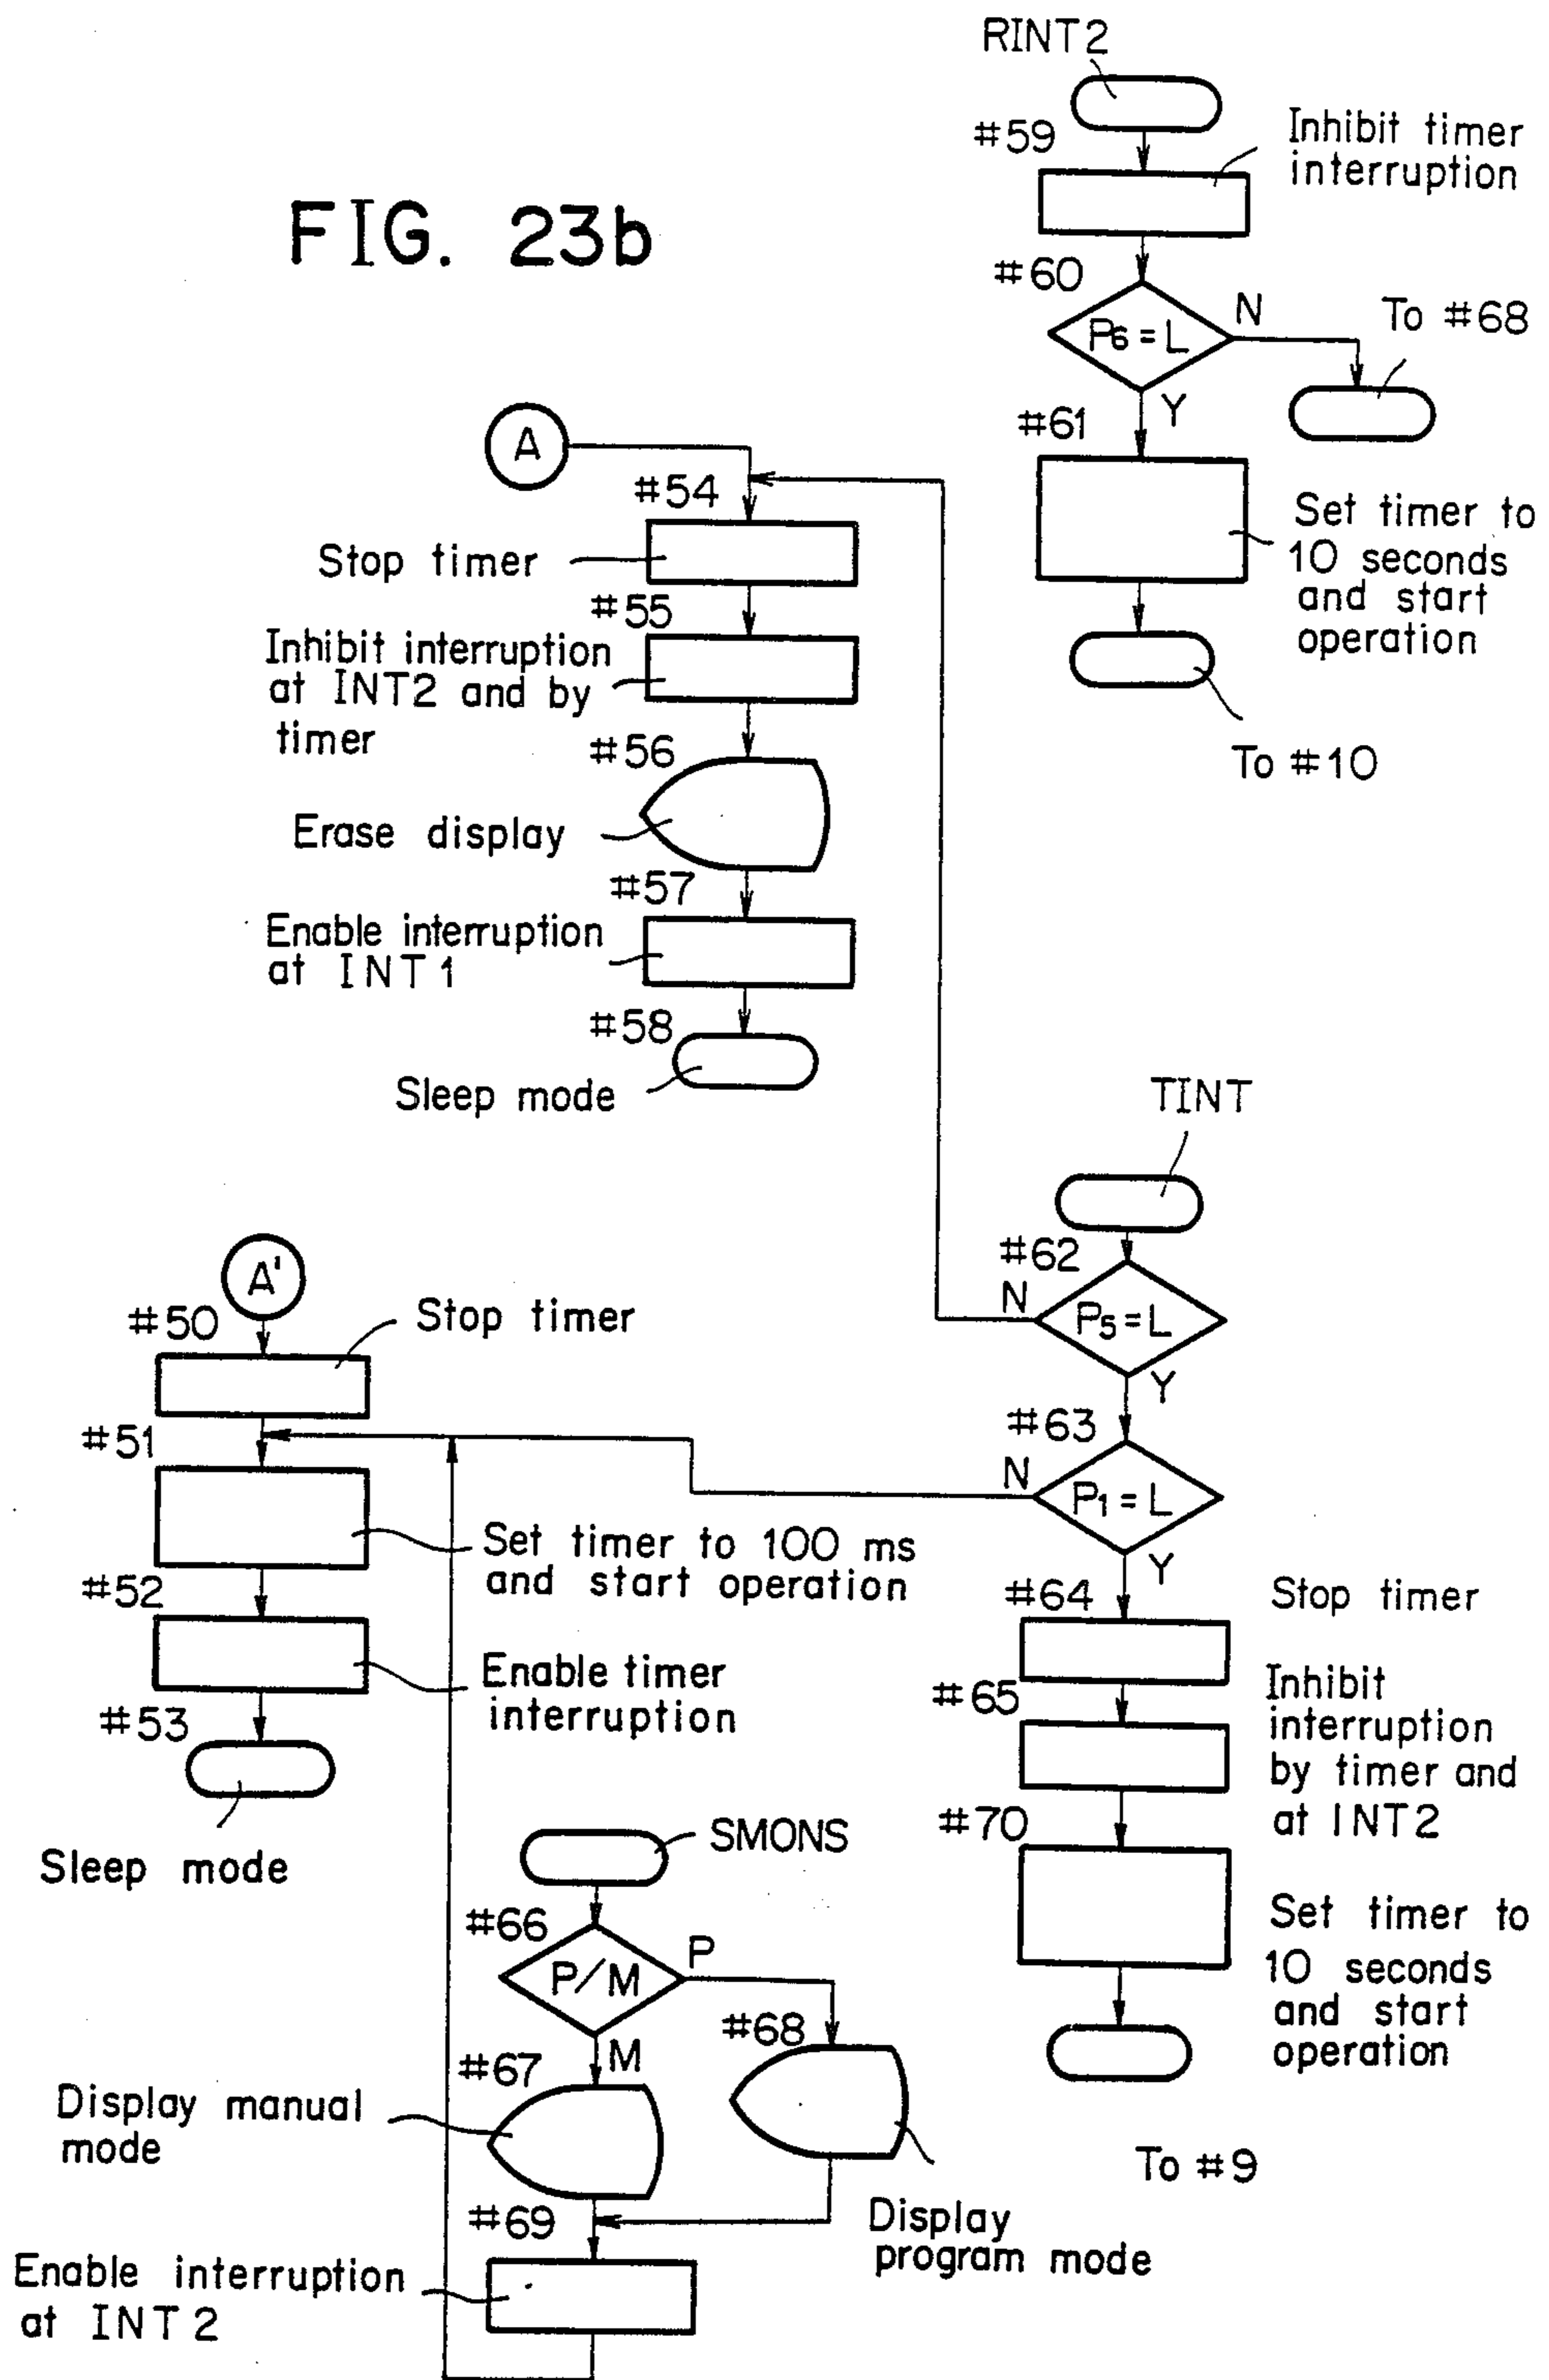 FIG. 23b
RINT2
#59
Inhibit timer
interruption
#60
P6 = L
N
To #68
Y
#61
Set timer to
10 seconds
and start
operation
To #10
A
#54
Stop timer
#55
Inhibit interruption
at INT2 and by
timer
#56
Erase display
#57
Enable interruption
at INT1
#58
Sleep mode
TINT
#62
N
P5 = L
Y
#63
N
P1 = L
Y
#64
Stop timer
#65
Inhibit
interruption
by timer and
at INT2
#70
Set timer to
10 seconds
and start
operation
To #9
A'
#50
Stop timer
#51
Set timer to 100 ms
and start operation
#52
Enable timer
interruption
#53
Sleep mode
SMONS
#66
P/M
P
M
#67
Display manual
mode
#68
Display
program mode
#69
Enable interruption
at INT2